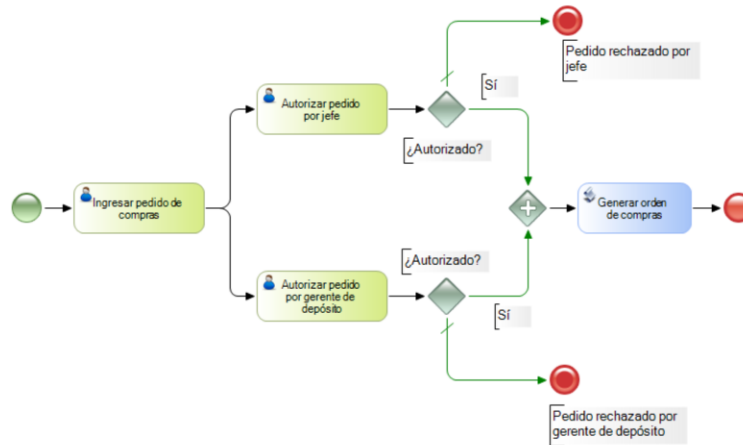 Pedido rechazado por
jefe
Sí
Autorizar pedido
por jefe
¿Autorizado?
Ingresar pedido de
compras
Generar orden
de compras
¿Autorizado?
Autorizar pedido
por gerente de
depósito
Sí
Pedido rechazado por
gerente de depósito